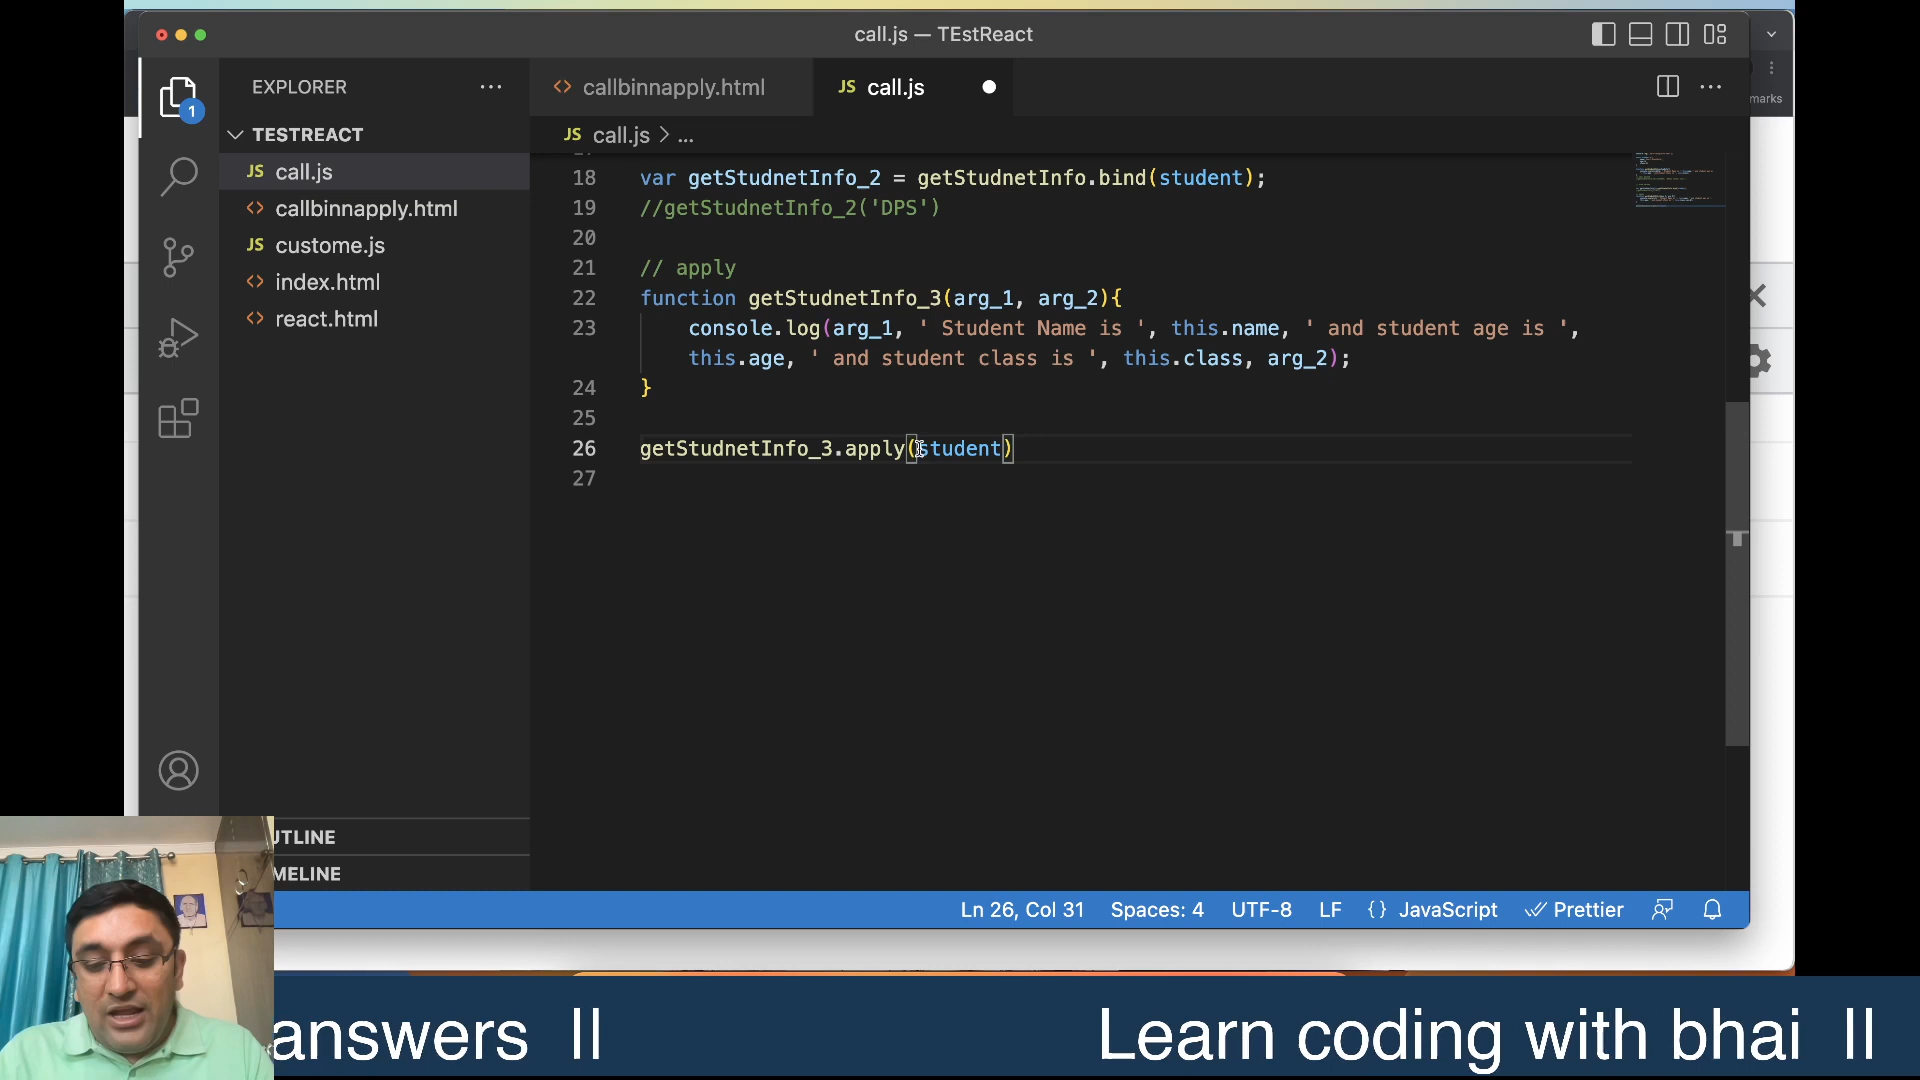 call.js — TEstReact
EXPLORER
callbinnapply.html
JS call.js
marks
1
TESTREACT
JS call.js > ...
JS call.js
callbinnapply.html
JS custome.js
index.html
react.html
18 var getStudnetInfo_2 = getStudnetInfo.bind(student);
19 //getStudnetInfo_2('DPS')
20
21 // apply
22 function getStudnetInfo_3(arg_1, arg_2){
23 console.log(arg_1, ' Student Name is ', this.name, ' and student age is ',
this.age, ' and student class is ', this.class, arg_2);
24 }
25
26 getStudnetInfo_3.apply(student)
27
UTLINE
MELINE
Ln 26, Col 31 Spaces: 4 UTF-8 LF {} JavaScript Prettier
answers II Learn coding with bhai II